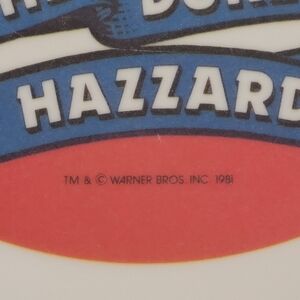 HAZZARD
TM & © WARNER BROS. INC. 1981